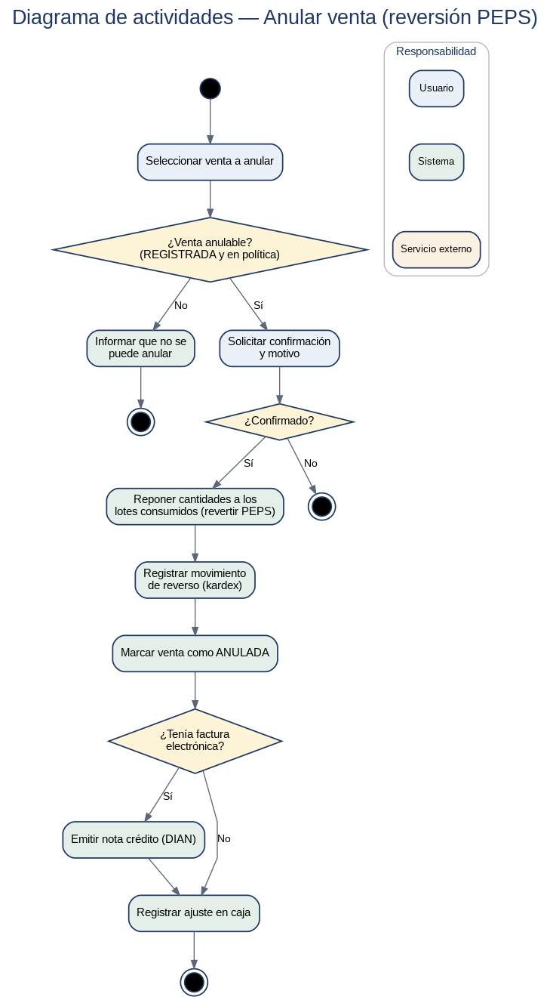 Diagrama de actividades — Anular venta (reversión PEPS)
Responsabilidad
Usuario
Sistema
Servicio externo
Seleccionar venta a anular
¿Venta anulable?
(REGISTRADA y en política)
No
Sí
Informar que no se
puede anular
Solicitar confirmación
y motivo
¿Confirmado?
Sí
No
Reponer cantidades a los
lotes consumidos (revertir PEPS)
Registrar movimiento
de reverso (kardex)
Marcar venta como ANULADA
¿Tenía factura
electrónica?
Sí
No
Emitir nota crédito (DIAN)
Registrar ajuste en caja